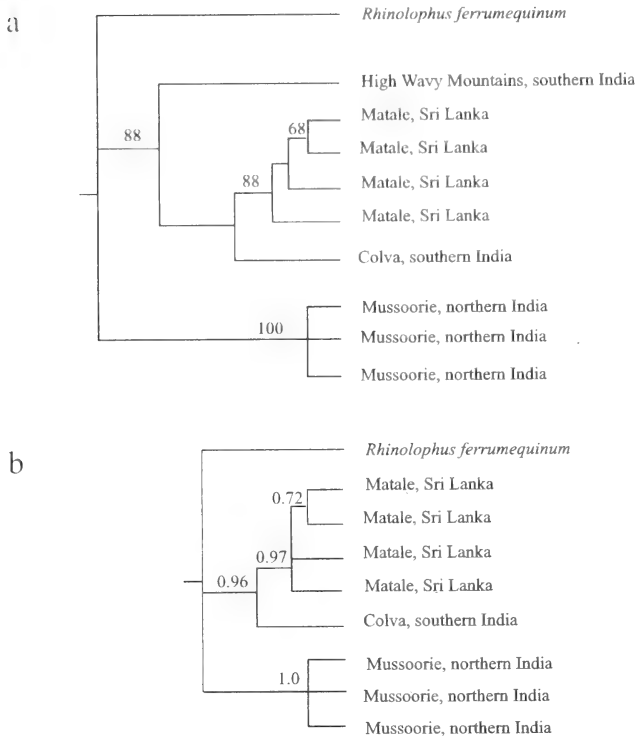 a
Rhinolophus ferrumequinum
High Wavy Mountains, southern India
Matale, Sri Lanka
68
Matale, Sri Lanka
88
Matale, Sri Lanka
88
Matale, Sri Lanka
Colva, southern India
Mussoorie, northern India
100
Mussoorie, northern India
Mussoorie, northern India
b
Rhinolophus ferrumequinum
Matale, Sri Lanka
0.72
Matale, Sri Lanka
0.97
Matale, Sri Lanka
0.96
Matale, Sri Lanka
Colva, southern India
Mussoorie, northern India
1.0
Mussoorie, northern India
Mussoorie, northern India